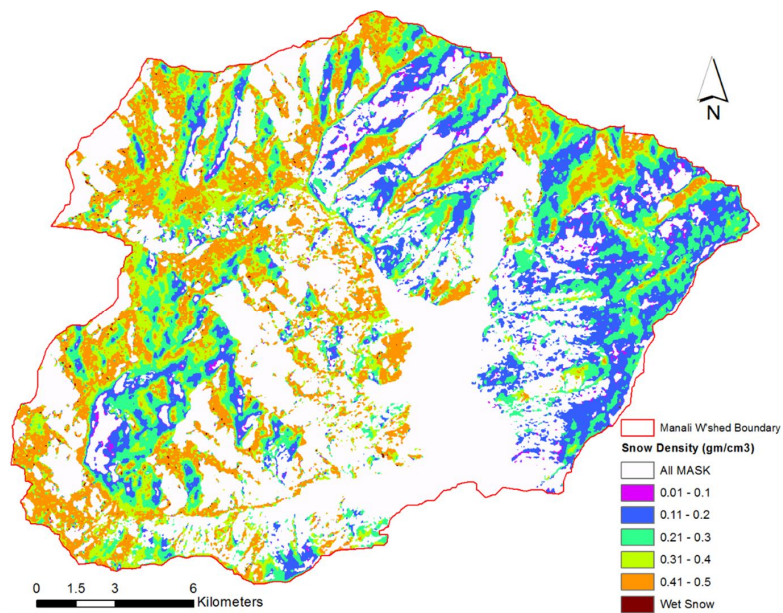 N
Manali W'shed Boundary
Snow Density (gm/cm3)
All MASK
0.01 - 0.1
0.11 - 0.2
0.21 - 0.3
0.31 - 0.4
0.41 - 0.5
Wet Snow
0 1.5 3 6
Kilometers